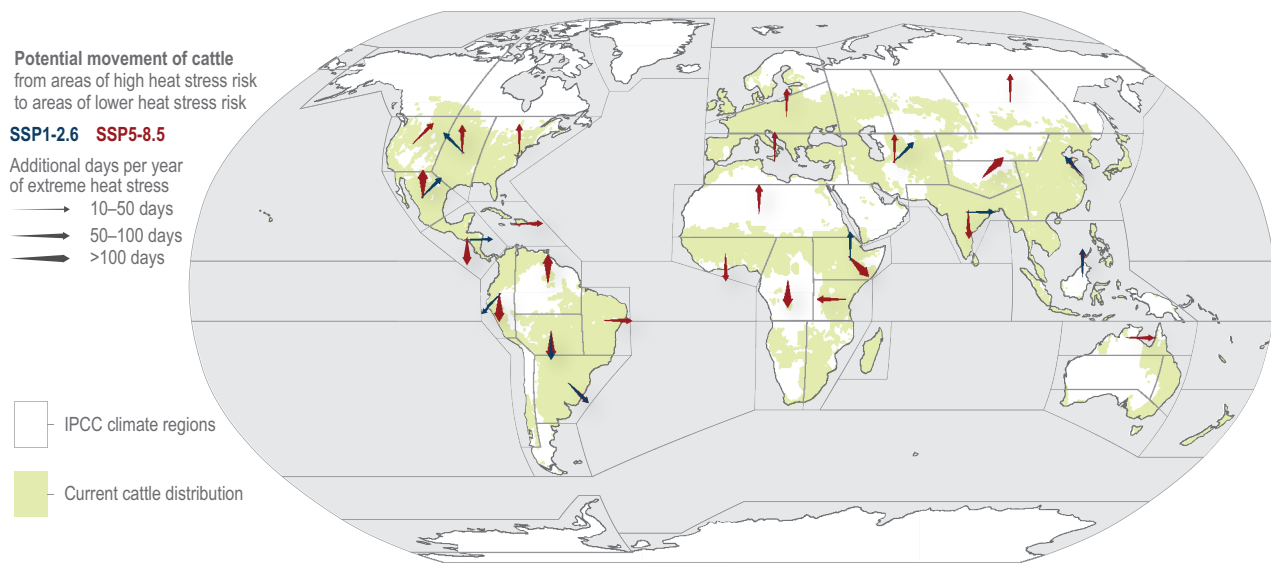 Potential movement of cattle
from areas of high heat stress risk
to areas of lower heat stress risk
SSP1-2.6 SSP5-8.5
Additional days per year
of extreme heat stress
10–50 days
50–100 days
>100 days
IPCC climate regions
Current cattle distribution